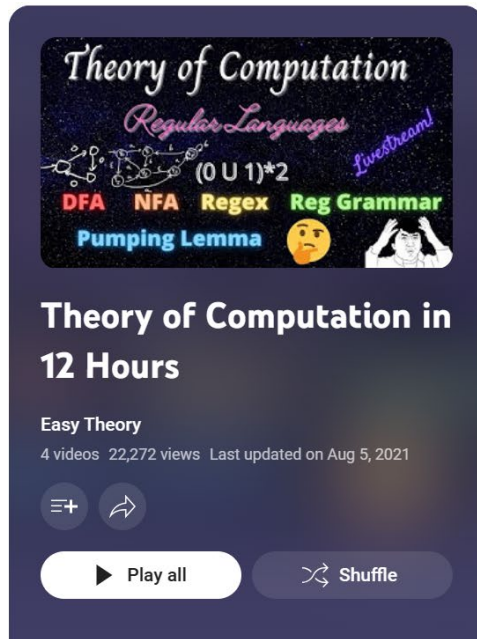 Theory of Computation
Regular Languages
Livestream!
(0 U 1)*2
DFA NFA Regex Reg Grammar
Pumping Lemma
Theory of Computation in
12 Hours
Easy Theory
4 videos 22,272 views Last updated on Aug 5, 2021
Play all Shuffle